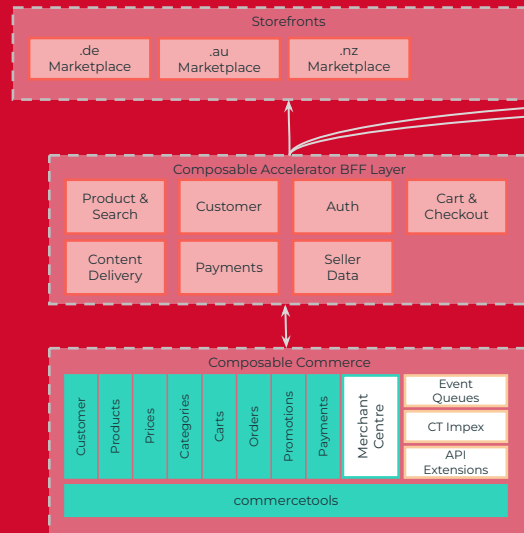 Storefronts
.de
Marketplace
.au
Marketplace
.nz
Marketplace
Composable Accelerator BFF Layer
Product &
Search
Customer
Auth
Cart &
Checkout
Content
Delivery
Payments
Seller
Data
Composable Commerce
Customer
Products
Prices
Categories
Carts
Orders
Promotions
Payments
Merchant
Centre
Event
Queues
CT Impex
API
Extensions
commercetools